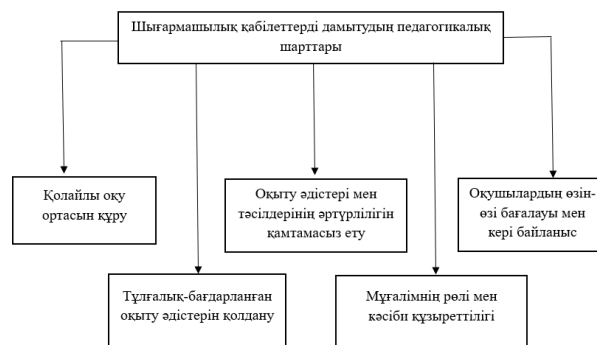 Шығармашылық қабілеттерді дамытудың педагогикалық
шарттары
Қолайлы оқу
ортасын құру
Оқыту әдістері мен
тәсілдерінің әртүрлілігін
қамтамасыз ету
Оқушылардың өзін-
өзі бағалауы мен
кері байланыс
Тұлғалық-бағдарланған
оқыту әдістерін қолдану
Мұғалімнің рөлі мен
кәсіби құзыреттілігі